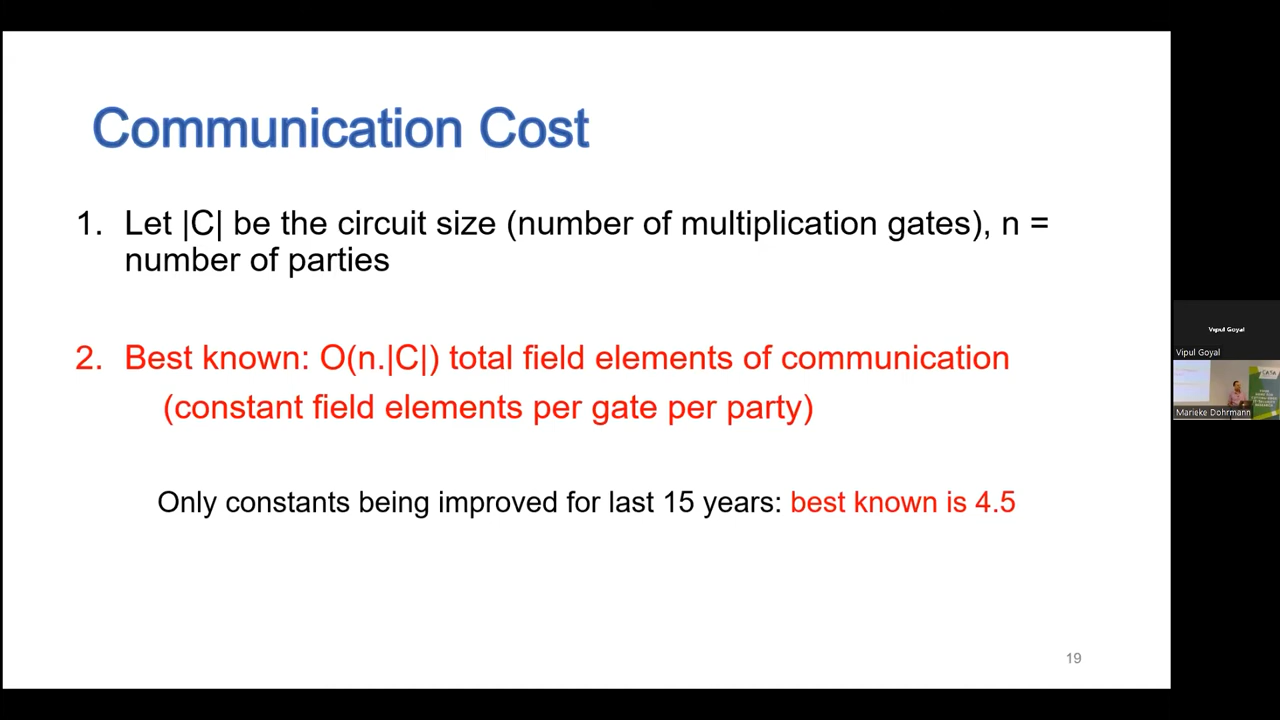 Communication Cost
1. Let |C| be the circuit size (number of multiplication gates), n =
number of parties
2. Best known: O(n.|C|) total field elements of communication
(constant field elements per gate per party)
Only constants being improved for last 15 years: best known is 4.5
19
Vipul Goyal
Vipul Goyal
Marieke Dohrmann